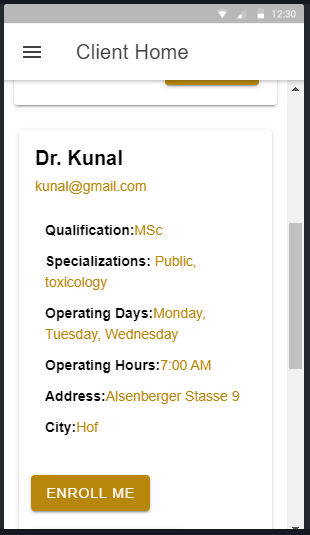 12:30
Client Home
Dr. Kunal
kunal@gmail.com
Qualification:MSc
Specializations: Public,
toxicology
Operating Days:Monday,
Tuesday, Wednesday
Operating Hours:7:00 AM
Address:Alsenberger Stasse 9
City:Hof
ENROLL ME